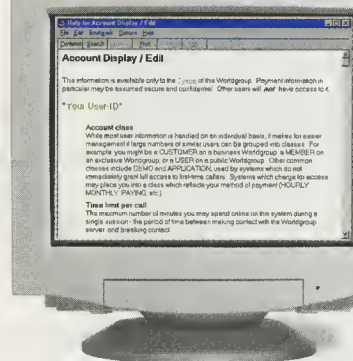 Help for Account Display / Edit
File Edit Bookmark Options Help
Contents Search Print
Account Display / Edit
This information is available only to the of this Worldgroup. Payment information in
particular may be assumed secure and confidential. Other users will not have access to it.
"Your User-ID"
Account class
While most user information is handled on an individual basis, it makes for easier
management if large numbers of similar users can be grouped into classes. For
example you might be a CUSTOMER on a business Worldgroup, a MEMBER on
an exclusive Worldgroup, or a USER on a public Worldgroup. Other common
classes include DEMO and APPLICATION, used by systems which do not
immediately grant full access to first-time callers. Systems which charge for access
may place you into a class which reflects your method of payment (HOURLY
MONTHLY, PAYING, etc.)
Time limit per call
The maximum number of minutes you may spend online on this system during a
single session - the period of time between making contact with the Worldgroup
server and breaking contact.